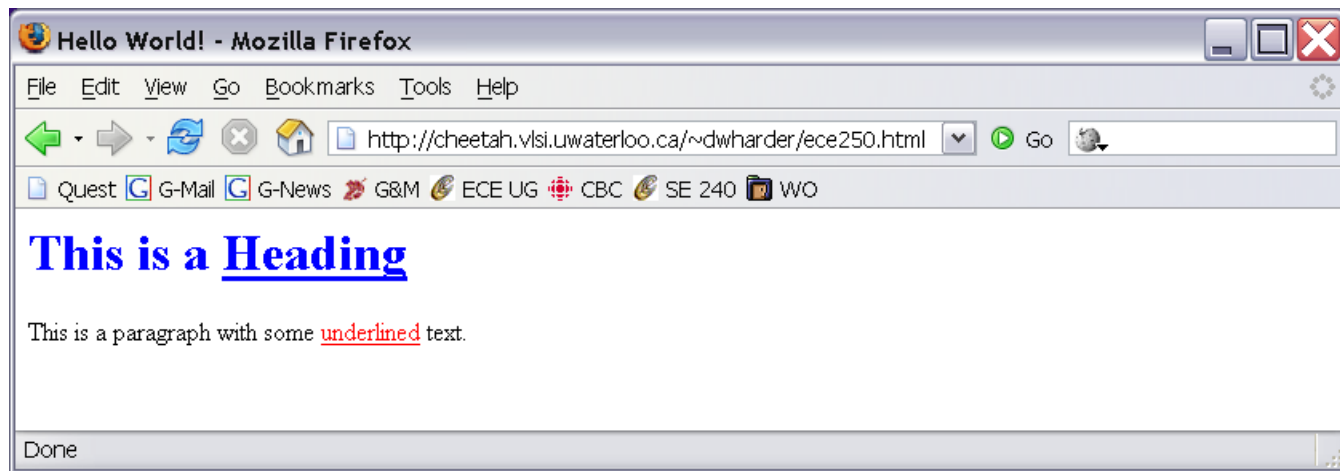 Hello World! - Mozilla Firefox
File Edit View Go Bookmarks Tools Help
http://cheetah.vlsi.uwaterloo.ca/~dwharder/ece250.html Go
Quest G G-Mail G G-News G&M ECE UG CBC SE 240 WO
This is a Heading
This is a paragraph with some underlined text.
Done